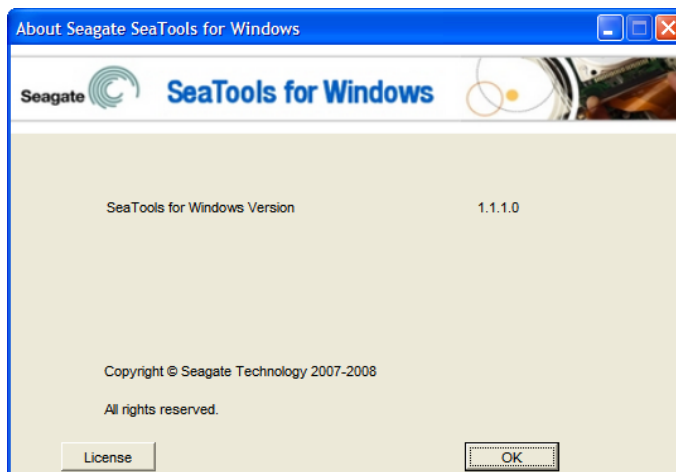 About Seagate SeaTools for Windows
Seagate SeaTools for Windows
SeaTools for Windows Version 1.1.1.0
Copyright © Seagate Technology 2007-2008
All rights reserved.
License OK